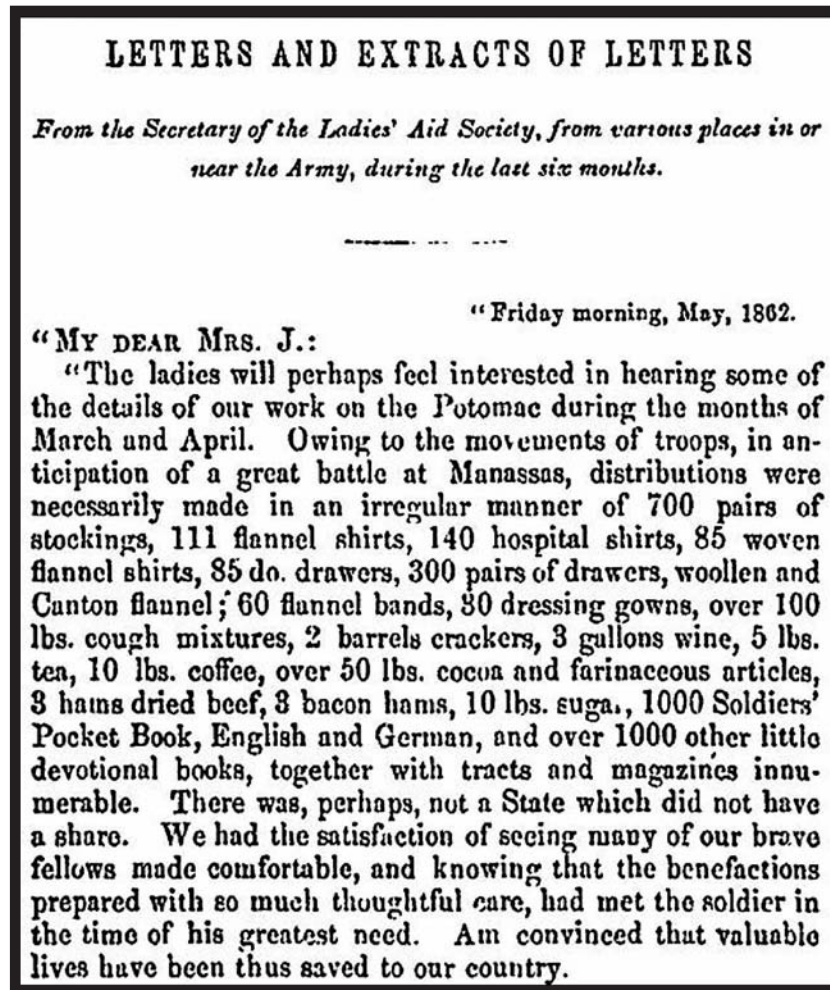 LETTERS AND EXTRACTS OF LETTERS
From the Secretary of the Ladies' Aid Society, from various places in or
near the Army, during the last six months.
"Friday morning, May, 1862.
"MY DEAR MRS. J.:
"The ladies will perhaps feel interested in hearing some of
the details of our work on the Potomac during the months of
March and April. Owing to the movements of troops, in an-
ticipation of a great battle at Manassas, distributions were
necessarily made in an irregular manner of 700 pairs of
stockings, 111 flannel shirts, 140 hospital shirts, 85 woven
flannel shirts, 85 do. drawers, 300 pairs of drawers, woollen and
Canton flannel; 60 flannel bands, 30 dressing gowns, over 100
lbs. cough mixtures, 2 barrels crackers, 3 gallons wine, 5 lbs.
tea, 10 lbs. coffee, over 50 lbs. cocoa and farinaceous articles,
3 hams dried beef, 3 bacon hams, 10 lbs. sugar, 1000 Soldiers'
Pocket Book, English and German, and over 1000 other little
devotional books, together with tracts and magazines innu-
merable. There was, perhaps, not a State which did not have
a share. We had the satisfaction of seeing many of our brave
fellows made comfortable, and knowing that the benefactions
prepared with so much thoughtful care, had met the soldier in
the time of his greatest need. Am convinced that valuable
lives have been thus saved to our country.